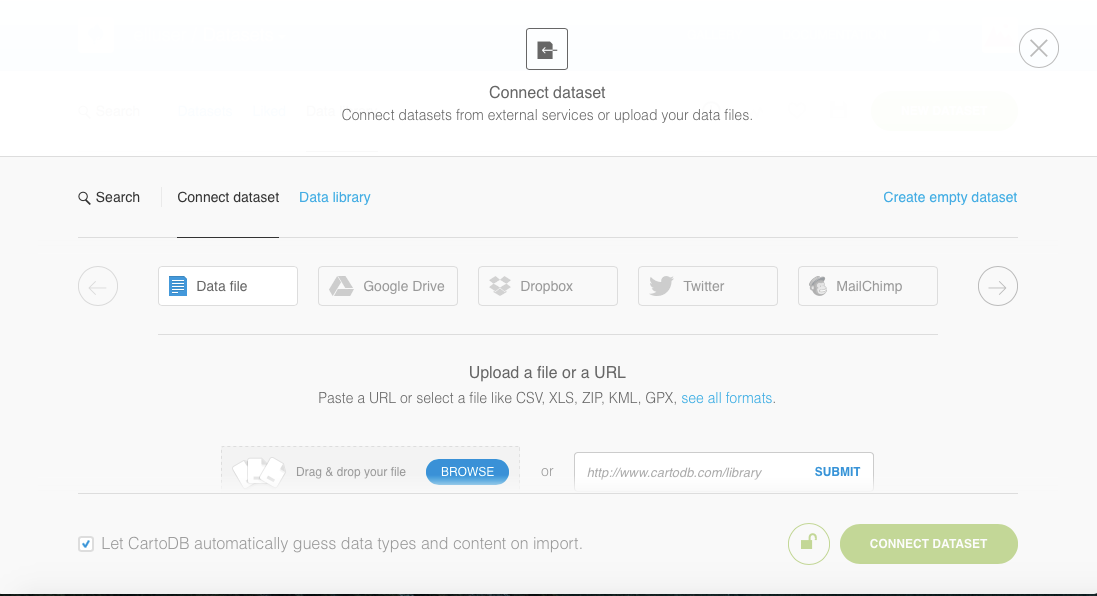 Connect dataset
Connect datasets from external services or upload your data files.
Search
Connect dataset
Data library
Create empty dataset
Data file
Google Drive
Dropbox
Twitter
MailChimp
Upload a file or a URL
Paste a URL or select a file like CSV, XLS, ZIP, KML, GPX, see all formats.
Drag & drop your file
BROWSE
or
http://www.cartodb.com/library
SUBMIT
Let CartoDB automatically guess data types and content on import.
CONNECT DATASET